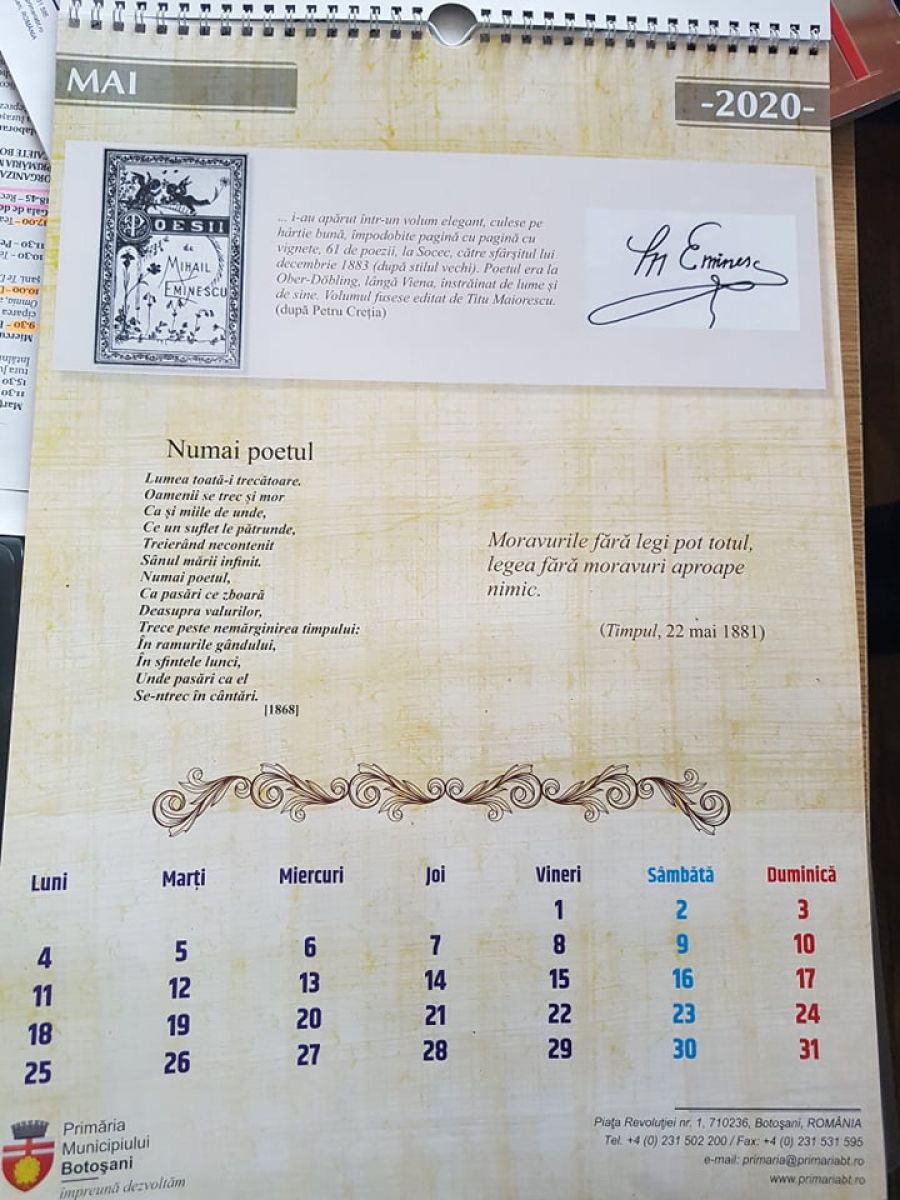 MAI
-2020-
POESII
de
MIHAIL
EMINESCU
... i-au apărut într-un volum elegant, culese pe
hârtie bună, împodobite pagină cu pagină cu
vignete, 61 de poezii, la Socec, către sfârșitul lui
decembrie 1883 (după stilul vechi). Poetul era la
Ober-Döbling, lângă Viena, înstrăinat de lume și
de sine. Volumul fusese editat de Titu Maiorescu.
(după Petru Creția)
M Eminescu
Numai poetul
Lumea toată-i trecătoare.
Oamenii se trec și mor
Ca și miile de unde,
Ce un suflet le pătrunde,
Treierând necontenit
Sânul mării infinit.
Numai poetul,
Ca pasări ce zboară
Deasupra valurilor,
Trece peste nemărginirea timpului:
În ramurile gândului,
În sfintele lunci,
Unde pasări ca el
Se-ntrec în cântări.
[1868]
Moravurile fără legi pot totul,
legea fără moravuri aproape
nimic.
(Timpul, 22 mai 1881)
Luni Marți Miercuri Joi Vineri Sâmbătă Duminică
1 2 3
4 5 6 7 8 9 10
11 12 13 14 15 16 17
18 19 20 21 22 23 24
25 26 27 28 29 30 31
Primăria
Municipiului
Botoşani
împreună dezvoltăm
Piaţa Revoluţiei nr. 1, 710236, Botoşani, ROMÂNIA
Tel. +4 (0) 231 502 200 / Fax: +4 (0) 231 531 595
e-mail: primaria@primariabt.ro
www.primariabt.ro